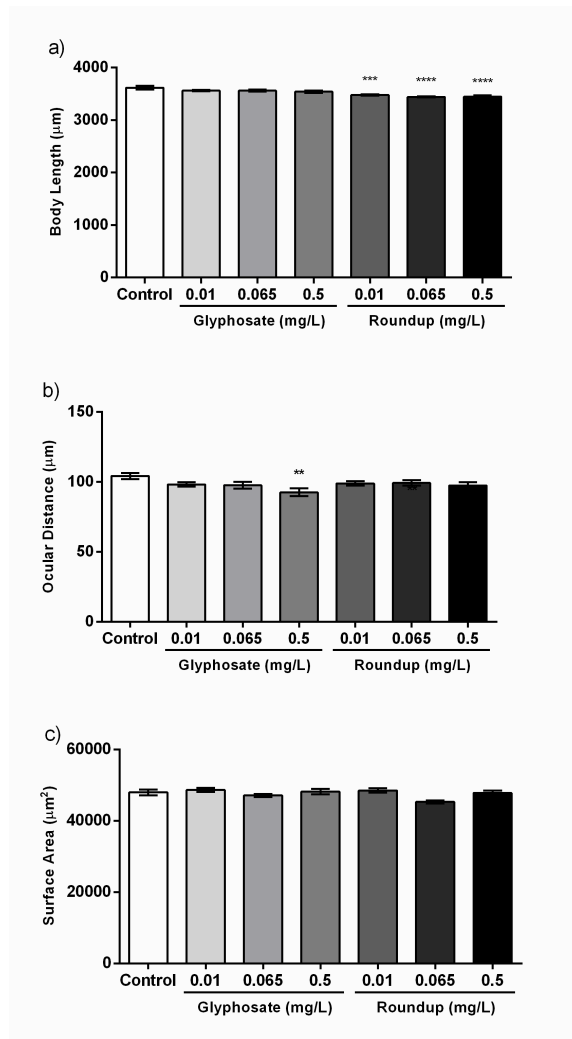 a)
*** **** ****
4000
3000
2000
1000
0
Body Length (μm)
Control 0.01 0.065 0.5 0.01 0.065 0.5
Glyphosate (mg/L) Roundup (mg/L)
b)
150
**
100
50
0
Ocular Distance (μm)
Control 0.01 0.065 0.5 0.01 0.065 0.5
Glyphosate (mg/L) Roundup (mg/L)
c)
60000
40000
20000
0
Surface Area (μm²)
Control 0.01 0.065 0.5 0.01 0.065 0.5
Glyphosate (mg/L) Roundup (mg/L)